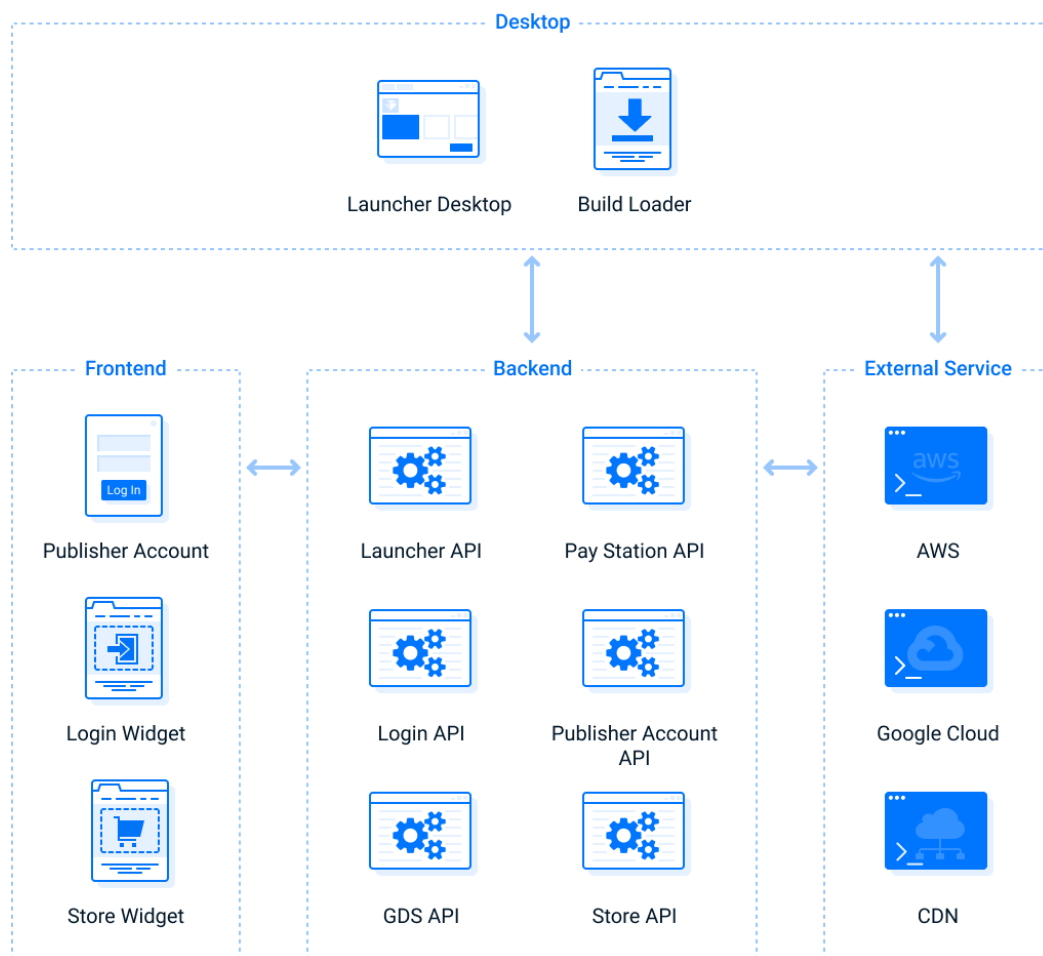 Desktop
Launcher Desktop
Build Loader
Frontend
Backend
External Service
Log In
aws
Publisher Account
Launcher API
Pay Station API
AWS
Login Widget
Login API
Publisher Account
API
Google Cloud
Store Widget
GDS API
Store API
CDN